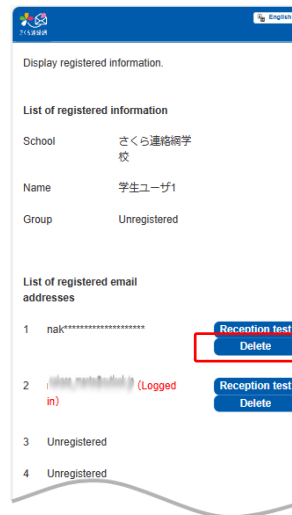 さくら連絡網
English
Display registered information.
List of registered information
School さくら連絡網学
校
Name 学生ユーザ1
Group Unregistered
List of registered email
addresses
1 nak******************** Reception test
Delete
2 (Logged
in) Reception test
Delete
3 Unregistered
4 Unregistered